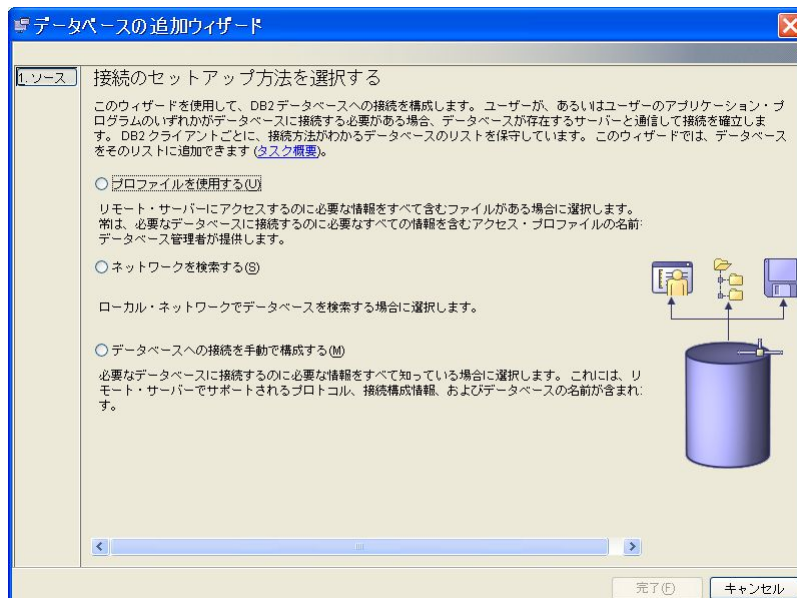 データベースの追加ウィザード
1.ソース
接続のセットアップ方法を選択する
このウィザードを使用して、DB2データベースへの接続を構成します。 ユーザーが、あるいはユーザーのアプリケーション・プ
ログラムのいずれかがデータベースに接続する必要がある場合、データベースが存在するサーバーと通信して接続を確立しま
す。 DB2クライアントごとに、接続方法がわかるデータベースのリストを保守しています。 このウィザードでは、データベース
をそのリストに追加できます (タスク概要)。
プロファイルを使用する(U)
リモート・サーバーにアクセスするのに必要な情報をすべて含むファイルがある場合に選択します。
常は、必要なデータベースに接続するのに必要なすべての情報を含むアクセス・プロファイルの名前
データベース管理者が提供します。
ネットワークを検索する(S)
ローカル・ネットワークでデータベースを検索する場合に選択します。
データベースへの接続を手動で構成する(M)
必要なデータベースに接続するのに必要な情報をすべて知っている場合に選択します。 これには、リ
モート・サーバーでサポートされるプロトコル、接続構成情報、およびデータベースの名前が含まれ
す。
完了(F)
キャンセル